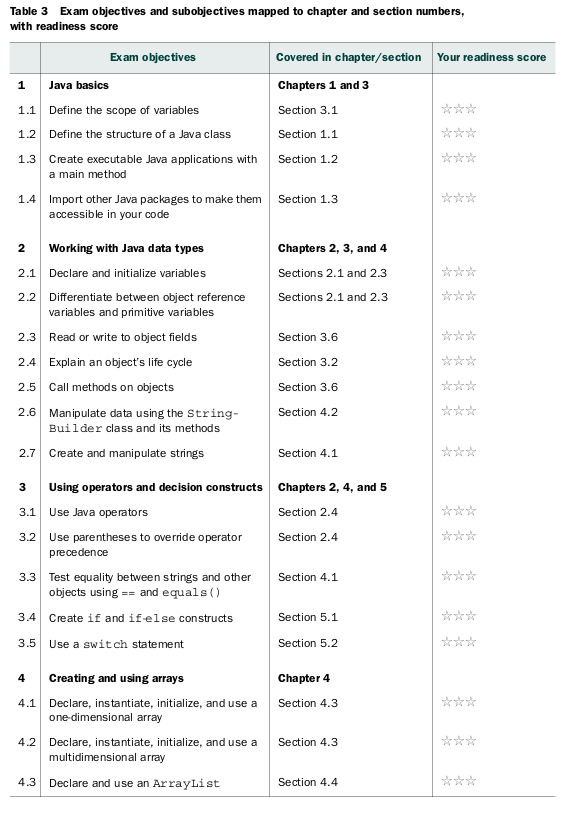 Table 3 Exam objectives and subobjectives mapped to chapter and section numbers,
with readiness score
Exam objectives Covered in chapter/section Your readiness score
1 Java basics Chapters 1 and 3
1.1 Define the scope of variables Section 3.1 ☆☆☆
1.2 Define the structure of a Java class Section 1.1 ☆☆☆
1.3 Create executable Java applications with Section 1.2 ☆☆☆
a main method
1.4 Import other Java packages to make them Section 1.3 ☆☆☆
accessible in your code
2 Working with Java data types Chapters 2, 3, and 4
2.1 Declare and initialize variables Sections 2.1 and 2.3 ☆☆☆
2.2 Differentiate between object reference Sections 2.1 and 2.3 ☆☆☆
variables and primitive variables
2.3 Read or write to object fields Section 3.6 ☆☆☆
2.4 Explain an object's life cycle Section 3.2 ☆☆☆
2.5 Call methods on objects Section 3.6 ☆☆☆
2.6 Manipulate data using the String- Section 4.2 ☆☆☆
Builder class and its methods
2.7 Create and manipulate strings Section 4.1 ☆☆☆
3 Using operators and decision constructs Chapters 2, 4, and 5
3.1 Use Java operators Section 2.4 ☆☆☆
3.2 Use parentheses to override operator Section 2.4 ☆☆☆
precedence
3.3 Test equality between strings and other Section 4.1 ☆☆☆
objects using == and equals()
3.4 Create if and if-else constructs Section 5.1 ☆☆☆
3.5 Use a switch statement Section 5.2 ☆☆☆
4 Creating and using arrays Chapter 4
4.1 Declare, instantiate, initialize, and use a Section 4.3 ☆☆☆
one-dimensional array
4.2 Declare, instantiate, initialize, and use a Section 4.3 ☆☆☆
multidimensional array
4.3 Declare and use an ArrayList Section 4.4 ☆☆☆